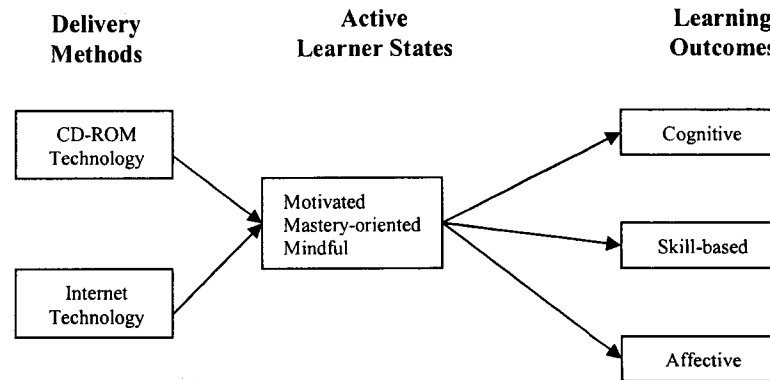 Delivery
Methods
Active
Learner States
Learning
Outcomes
CD-ROM
Technology
Internet
Technology
Motivated
Mastery-oriented
Mindful
Cognitive
Skill-based
Affective